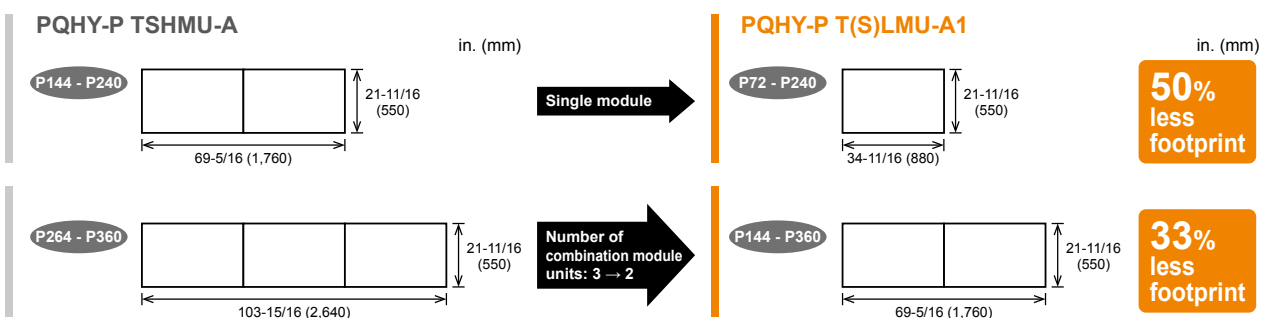 PQHY-P TSHMU-A
in. (mm)
P144 - P240
21-11/16
(550)
69-5/16 (1,760)
Single module
PQHY-P T(S)LMU-A1
in. (mm)
P72 - P240
21-11/16
(550)
34-11/16 (880)
50%
less
footprint
P264 - P360
21-11/16
(550)
103-15/16 (2,640)
Number of
combination module
units: 3 → 2
P144 - P360
21-11/16
(550)
69-5/16 (1,760)
33%
less
footprint